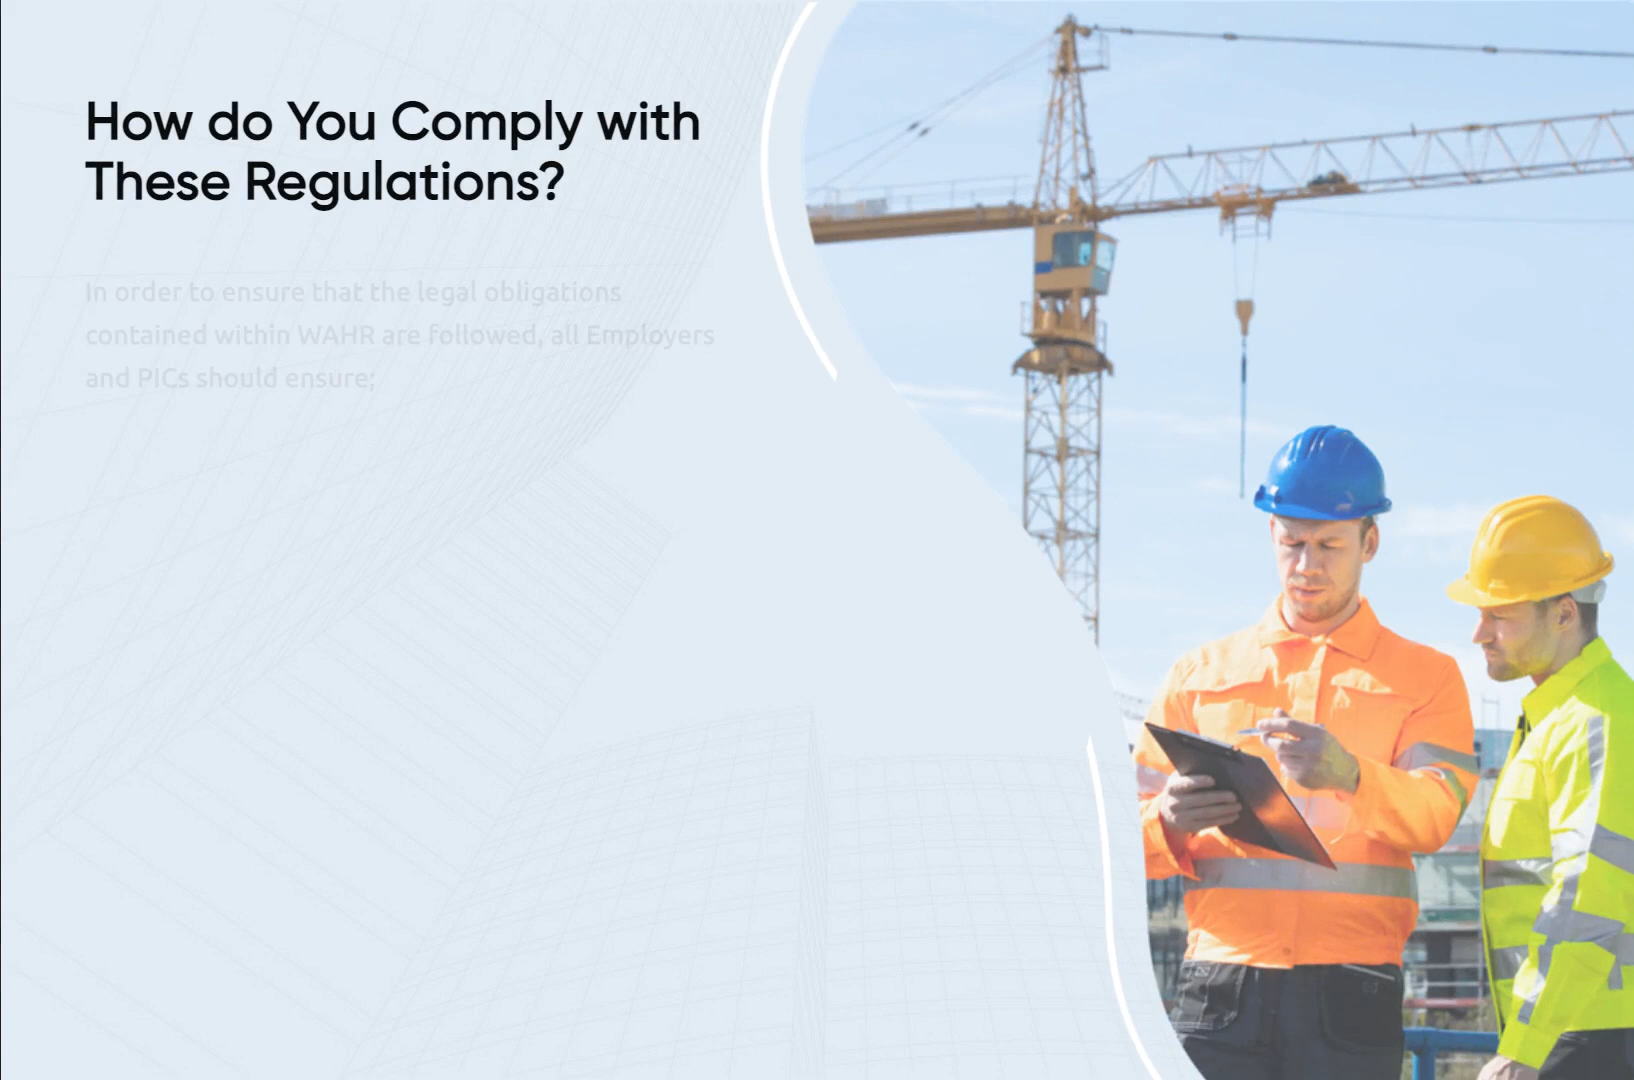 How do You Comply with
These Regulations?
In order to ensure that the legal obligations
contained within WAHR are followed, all Employers
and PICs should ensure;